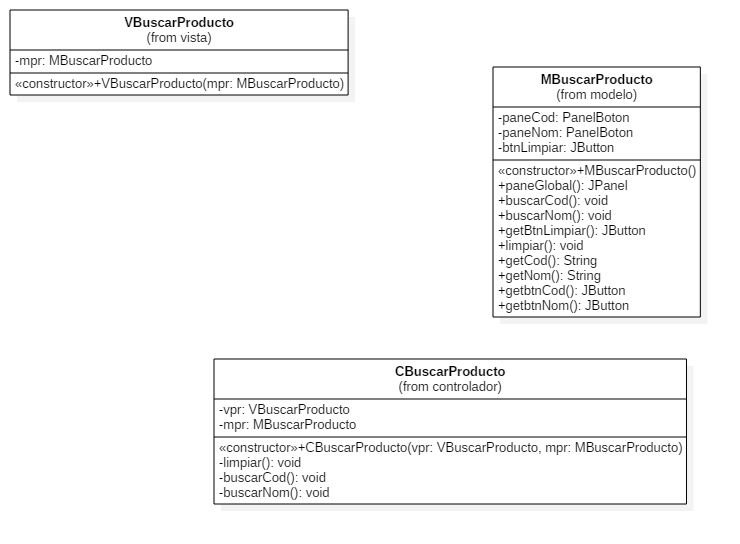 VBuscarProducto
(from vista)
-mpr: MBuscarProducto
«constructor»+VBuscarProducto(mpr: MBuscarProducto)
MBuscarProducto
(from modelo)
-paneCod: PanelBoton
-paneNom: PanelBoton
-btnLimpiar: JButton
«constructor»+MBuscarProducto()
+paneGlobal(): JPanel
+buscarCod(): void
+buscarNom(): void
+getBtnLimpiar(): JButton
+limpiar(): void
+getCod(): String
+getNom(): String
+getbtnCod(): JButton
+getbtnNom(): JButton
CBuscarProducto
(from controlador)
-vpr: VBuscarProducto
-mpr: MBuscarProducto
«constructor»+CBuscarProducto(vpr: VBuscarProducto, mpr: MBuscarProducto)
-limpiar(): void
-buscarCod(): void
-buscarNom(): void